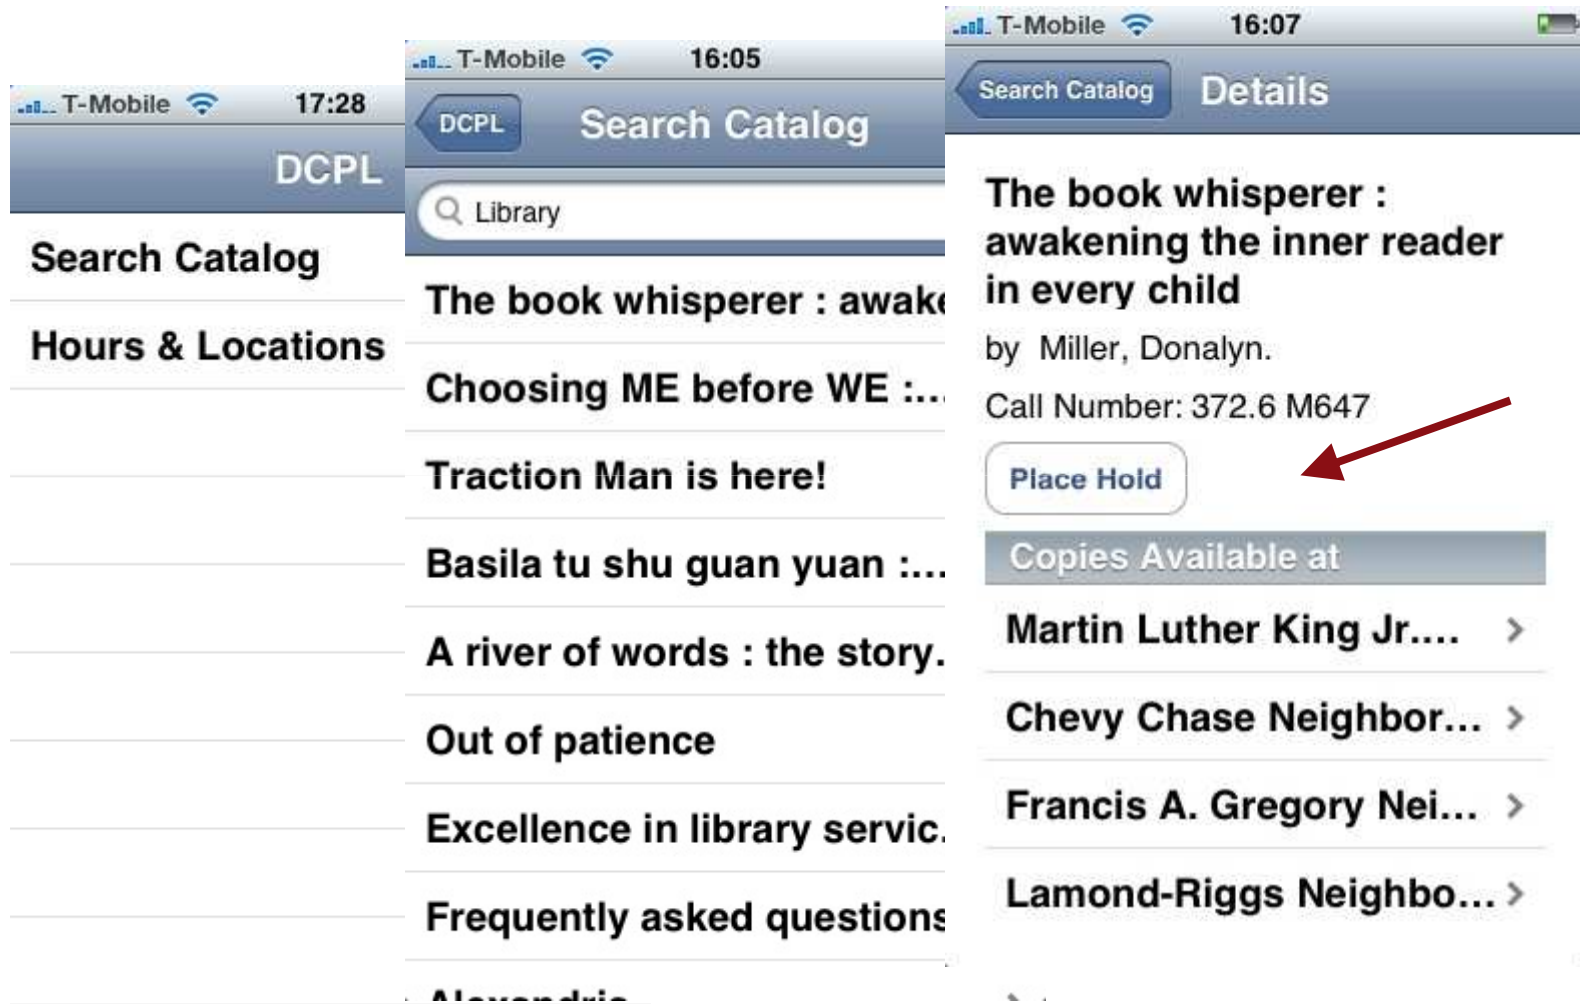 T-Mobile 17:28
DCPL
Search Catalog
Hours & Locations
T-Mobile 16:05
DCPL Search Catalog
Library
The book whisperer : awake
Choosing ME before WE :...
Traction Man is here!
Basila tu shu guan yuan :...
A river of words : the story.
Out of patience
Excellence in library servic.
Frequently asked questions
Alexandria
T-Mobile 16:07
Search Catalog Details
The book whisperer :
awakening the inner reader
in every child
by Miller, Donalyn.
Call Number: 372.6 M647
Place Hold
Copies Available at
Martin Luther King Jr....
Chevy Chase Neighbor...
Francis A. Gregory Nei...
Lamond-Riggs Neighbo...